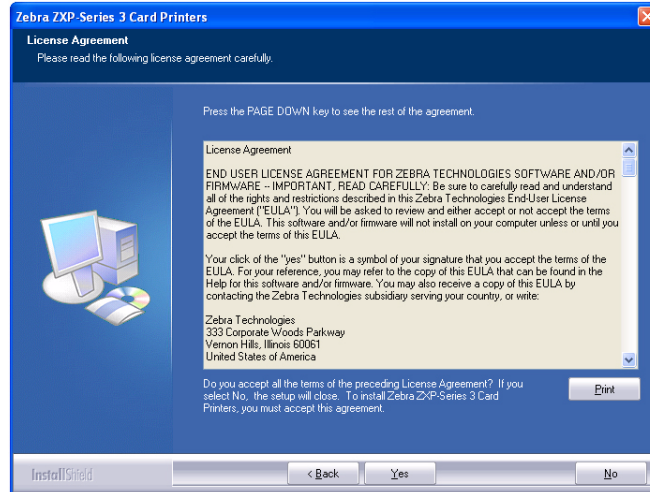 Zebra ZXP-Series 3 Card Printers
License Agreement
Please read the following license agreement carefully.
Press the PAGE DOWN key to see the rest of the agreement.
License Agreement
END USER LICENSE AGREEMENT FOR ZEBRA TECHNOLOGIES SOFTWARE AND/OR
FIRMWARE -- IMPORTANT, READ CAREFULLY: Be sure to carefully read and understand
all of the rights and restrictions described in this Zebra Technologies End-User License
Agreement ("EULA"). You will be asked to review and either accept or not accept the terms
of the EULA. This software and/or firmware will not install on your computer unless or until you
accept the terms of this EULA.
Your click of the "yes" button is a symbol of your signature that you accept the terms of the
EULA. For your reference, you may refer to the copy of this EULA that can be found in the
Help for this software and/or firmware. You may also receive a copy of this EULA by
contacting the Zebra Technologies subsidiary serving your country, or write:
Zebra Technologies
333 Corporate Woods Parkway
Vernon Hills, Illinois 60061
United States of America
Do you accept all the terms of the preceding License Agreement? If you
select No, the setup will close. To install Zebra ZXP-Series 3 Card
Printers, you must accept this agreement.
Print
InstallShield
< Back
Yes
No